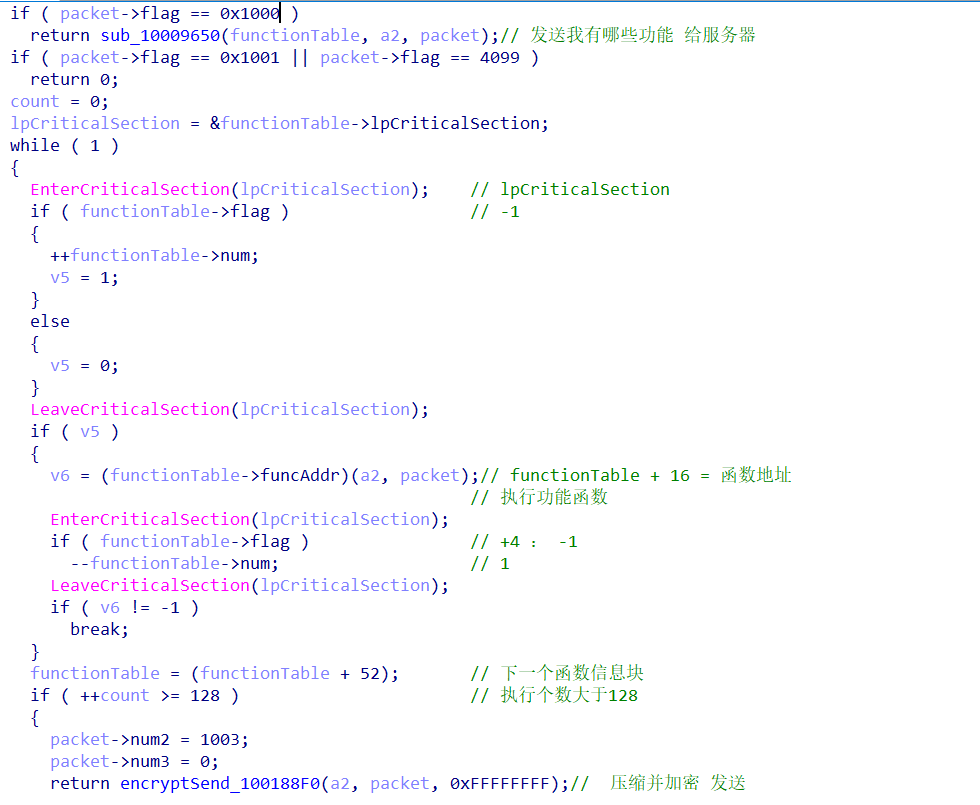 if ( packet->flag == 0x1000 )
return sub_10009650(functionTable, a2, packet);// 发送我有哪些功能 给服务器
if ( packet->flag == 0x1001 || packet->flag == 4099 )
return 0;
count = 0;
lpCriticalSection = &functionTable->lpCriticalSection;
while ( 1 )
{
EnterCriticalSection(lpCriticalSection); // lpCriticalSection
if ( functionTable->flag ) // -1
{
++functionTable->num;
v5 = 1;
}
else
{
v5 = 0;
}
LeaveCriticalSection(lpCriticalSection);
if ( v5 )
{
v6 = (functionTable->funcAddr)(a2, packet);// functionTable + 16 = 函数地址
// 执行功能函数
EnterCriticalSection(lpCriticalSection);
if ( functionTable->flag ) // +4 : -1
--functionTable->num; // 1
LeaveCriticalSection(lpCriticalSection);
if ( v6 != -1 )
break;
}
functionTable = (functionTable + 52); // 下一个函数信息块
if ( ++count >= 128 ) // 执行个数大于128
{
packet->num2 = 1003;
packet->num3 = 0;
return encryptSend_100188F0(a2, packet, 0xFFFFFFFF);// 压缩并加密 发送